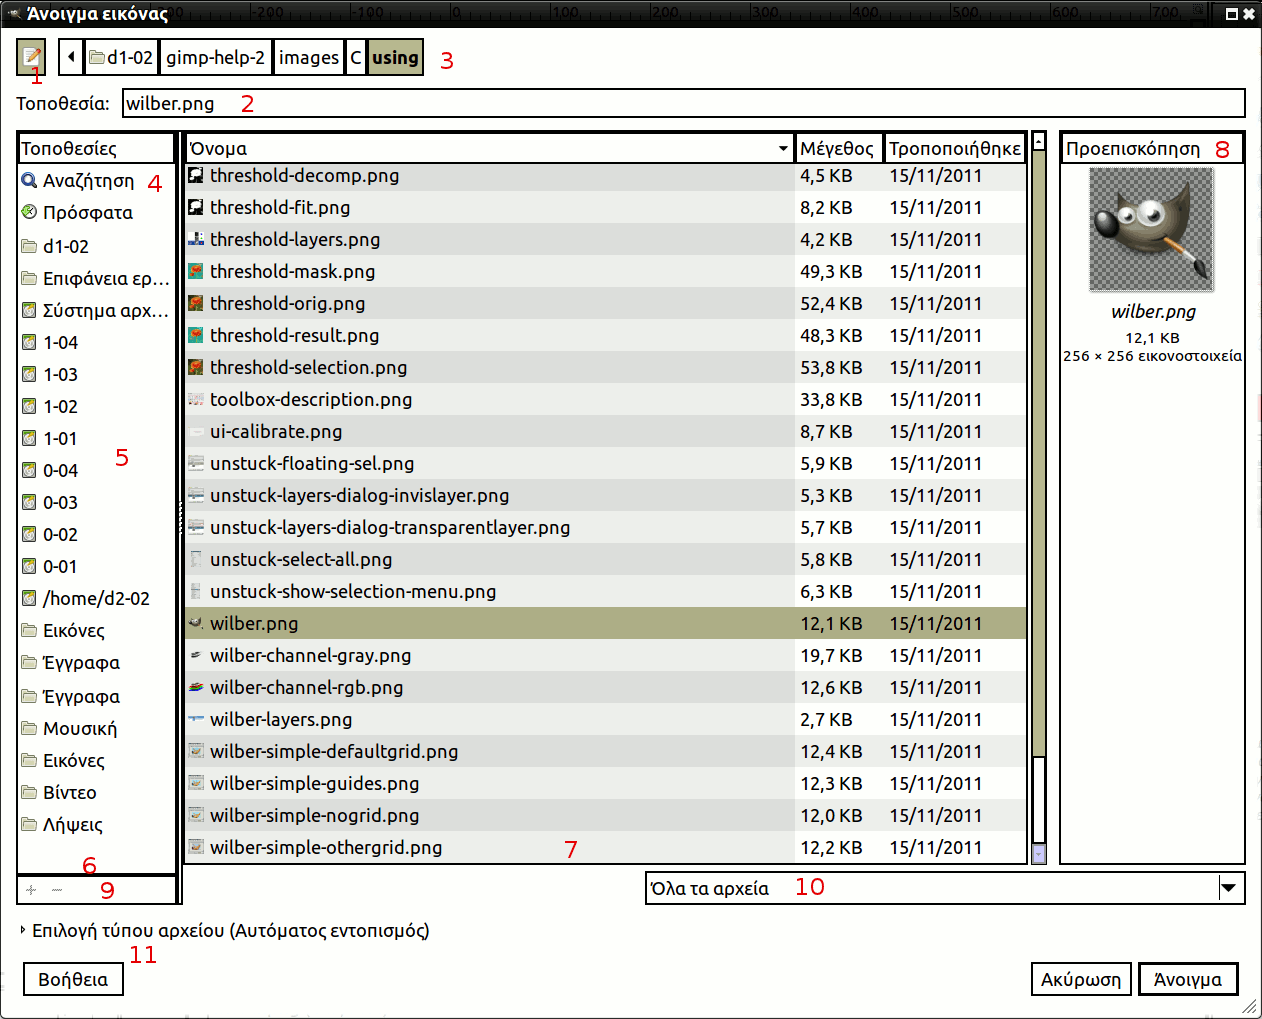 Άνοιγμα εικόνας
-200 -100 0 100 200 300 400 500 600 700
1
d1-02 gimp-help-2 images C using 3
Τοποθεσία: wilber.png 2
Τοποθεσίες
Αναζήτηση 4
Πρόσφατα
d1-02
Επιφάνεια ερ...
Σύστημα αρχ...
1-04
1-03
1-02
1-01
5
0-04
0-03
0-02
0-01
/home/d2-02
Εικόνες
Έγγραφα
Έγγραφα
Μουσική
Εικόνες
Βίντεο
Λήψεις
6
+ − 9
Όνομα Μέγεθος Τροποποιήθηκε
threshold-decomp.png 4,5 KB 15/11/2011
threshold-fit.png 8,2 KB 15/11/2011
threshold-layers.png 4,2 KB 15/11/2011
threshold-mask.png 49,3 KB 15/11/2011
threshold-orig.png 52,4 KB 15/11/2011
threshold-result.png 48,3 KB 15/11/2011
threshold-selection.png 53,8 KB 15/11/2011
toolbox-description.png 33,8 KB 15/11/2011
ui-calibrate.png 8,7 KB 15/11/2011
unstuck-floating-sel.png 5,9 KB 15/11/2011
unstuck-layers-dialog-invislayer.png 5,3 KB 15/11/2011
unstuck-layers-dialog-transparentlayer.png 5,7 KB 15/11/2011
unstuck-select-all.png 5,8 KB 15/11/2011
unstuck-show-selection-menu.png 6,3 KB 15/11/2011
wilber.png 12,1 KB 15/11/2011
wilber-channel-gray.png 19,7 KB 15/11/2011
wilber-channel-rgb.png 12,6 KB 15/11/2011
wilber-layers.png 2,7 KB 15/11/2011
wilber-simple-defaultgrid.png 12,4 KB 15/11/2011
wilber-simple-guides.png 12,3 KB 15/11/2011
wilber-simple-nogrid.png 12,0 KB 15/11/2011
wilber-simple-othergrid.png 7 12,2 KB 15/11/2011
Προεπισκόπηση 8
wilber.png
12,1 KB
256 × 256 εικονοστοιχεία
Όλα τα αρχεία 10
Επιλογή τύπου αρχείου (Αυτόματος εντοπισμός)
11
Βοήθεια Ακύρωση Άνοιγμα